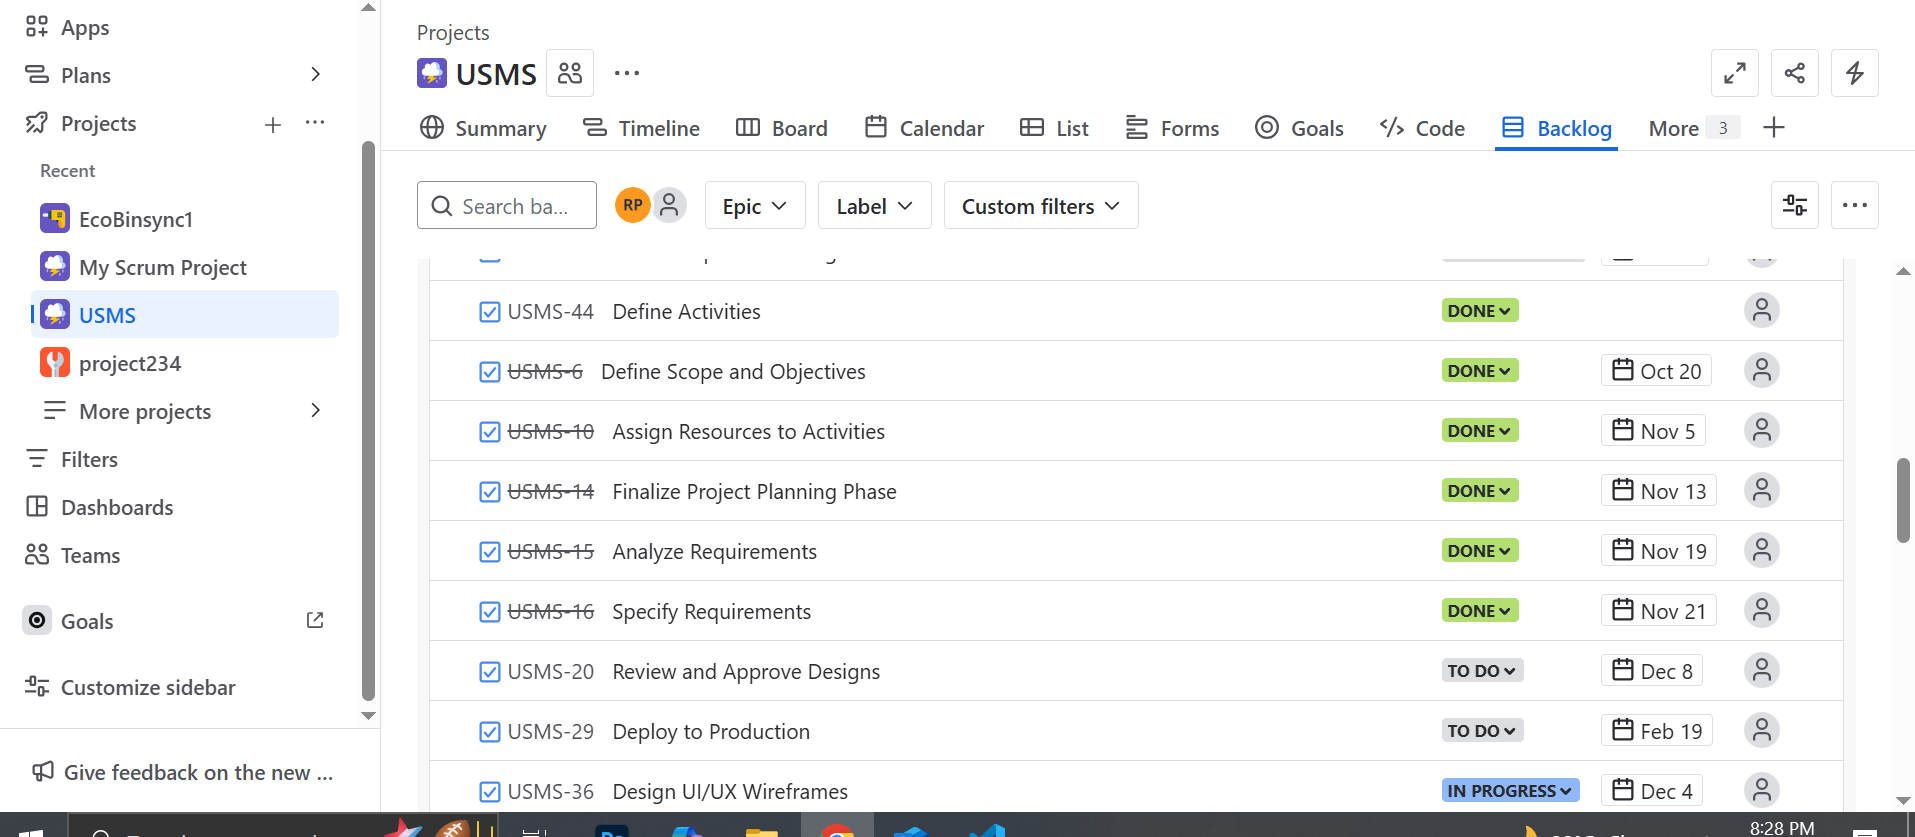 Apps
Plans
Projects
Recent
EcoBinsync1
My Scrum Project
USMS
project234
More projects
Filters
Dashboards
Teams
Goals
Customize sidebar
Give feedback on the new ...
Projects
USMS
Summary Timeline Board Calendar List Forms Goals Code Backlog More 3
Search ba... RP Epic Label Custom filters
USMS-44 Define Activities DONE
USMS-6 Define Scope and Objectives DONE Oct 20
USMS-10 Assign Resources to Activities DONE Nov 5
USMS-14 Finalize Project Planning Phase DONE Nov 13
USMS-15 Analyze Requirements DONE Nov 19
USMS-16 Specify Requirements DONE Nov 21
USMS-20 Review and Approve Designs TO DO Dec 8
USMS-29 Deploy to Production TO DO Feb 19
USMS-36 Design UI/UX Wireframes IN PROGRESS Dec 4
8:28 PM